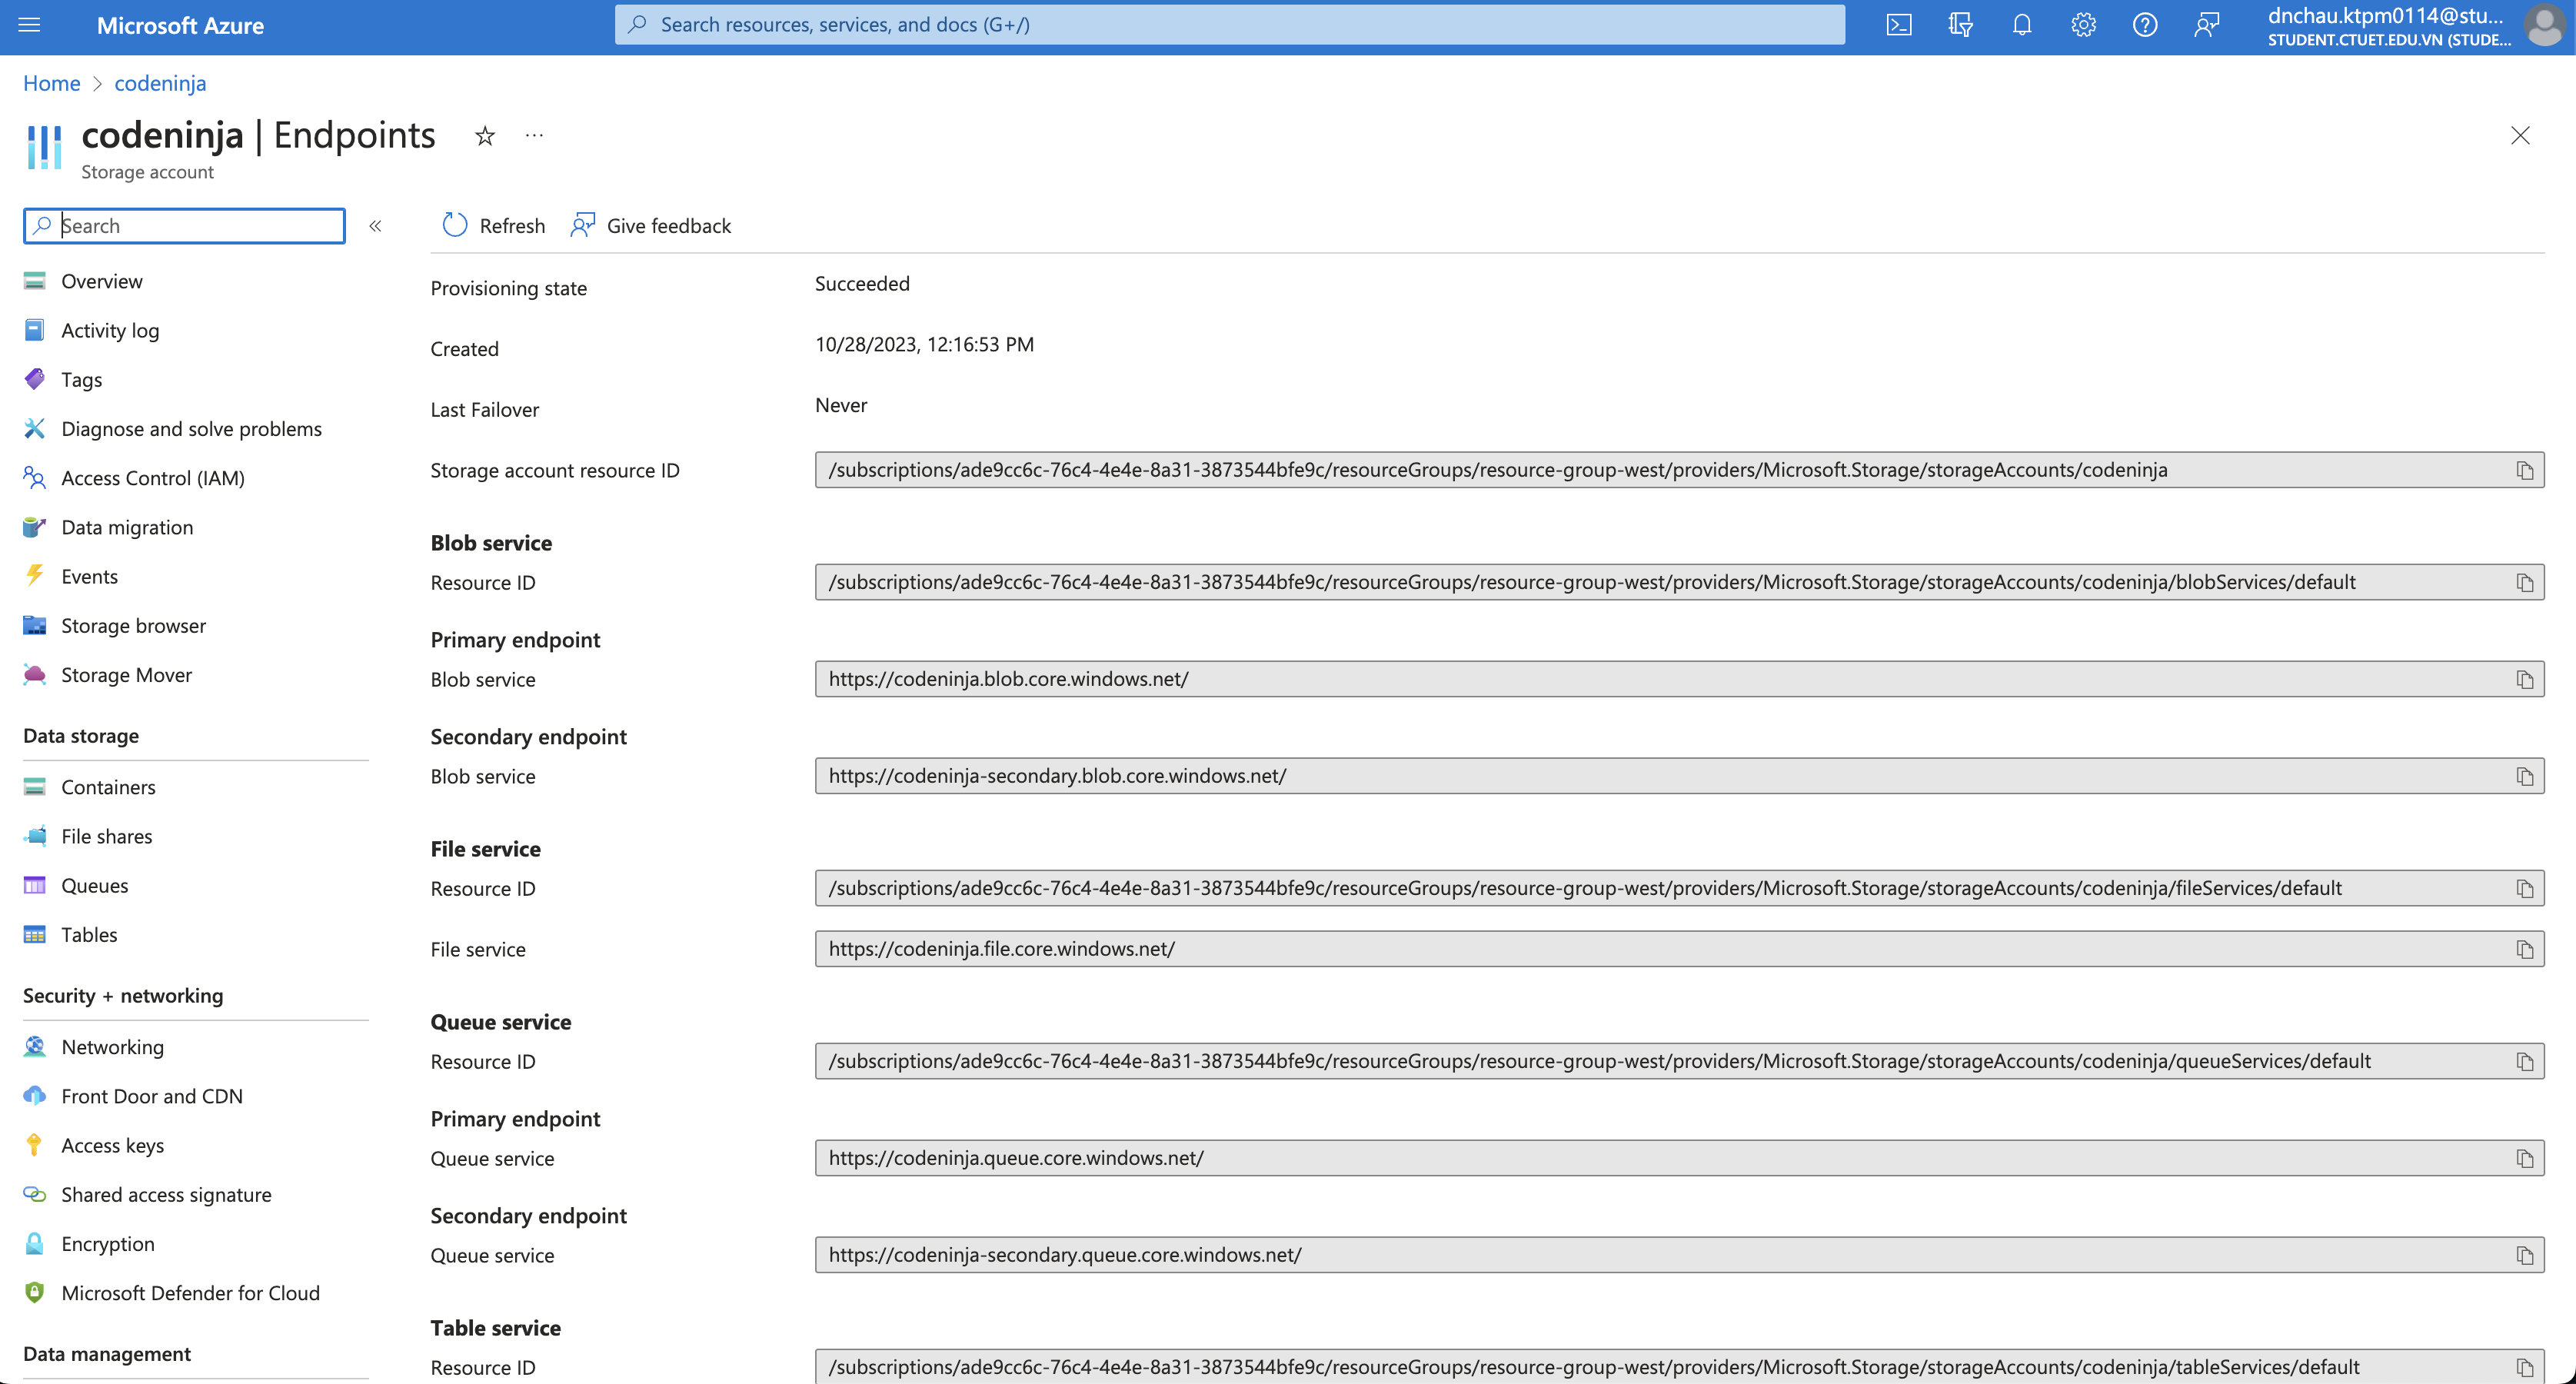 Microsoft Azure
Search resources, services, and docs (G+/)
dnchau.ktpm0114@stu...
STUDENT.CTUET.EDU.VN (STUDE...
Home > codeninja
codeninja | Endpoints
Storage account
Search
Refresh
Give feedback
Overview
Activity log
Tags
Diagnose and solve problems
Access Control (IAM)
Data migration
Events
Storage browser
Storage Mover
Data storage
Containers
File shares
Queues
Tables
Security + networking
Networking
Front Door and CDN
Access keys
Shared access signature
Encryption
Microsoft Defender for Cloud
Data management
Provisioning state Succeeded
Created 10/28/2023, 12:16:53 PM
Last Failover Never
Storage account resource ID /subscriptions/ade9cc6c-76c4-4e4e-8a31-3873544bfe9c/resourceGroups/resource-group-west/providers/Microsoft.Storage/storageAccounts/codeninja
Blob service
Resource ID /subscriptions/ade9cc6c-76c4-4e4e-8a31-3873544bfe9c/resourceGroups/resource-group-west/providers/Microsoft.Storage/storageAccounts/codeninja/blobServices/default
Primary endpoint
Blob service https://codeninja.blob.core.windows.net/
Secondary endpoint
Blob service https://codeninja-secondary.blob.core.windows.net/
File service
Resource ID /subscriptions/ade9cc6c-76c4-4e4e-8a31-3873544bfe9c/resourceGroups/resource-group-west/providers/Microsoft.Storage/storageAccounts/codeninja/fileServices/default
File service https://codeninja.file.core.windows.net/
Queue service
Resource ID /subscriptions/ade9cc6c-76c4-4e4e-8a31-3873544bfe9c/resourceGroups/resource-group-west/providers/Microsoft.Storage/storageAccounts/codeninja/queueServices/default
Primary endpoint
Queue service https://codeninja.queue.core.windows.net/
Secondary endpoint
Queue service https://codeninja-secondary.queue.core.windows.net/
Table service
Resource ID /subscriptions/ade9cc6c-76c4-4e4e-8a31-3873544bfe9c/resourceGroups/resource-group-west/providers/Microsoft.Storage/storageAccounts/codeninja/tableServices/default